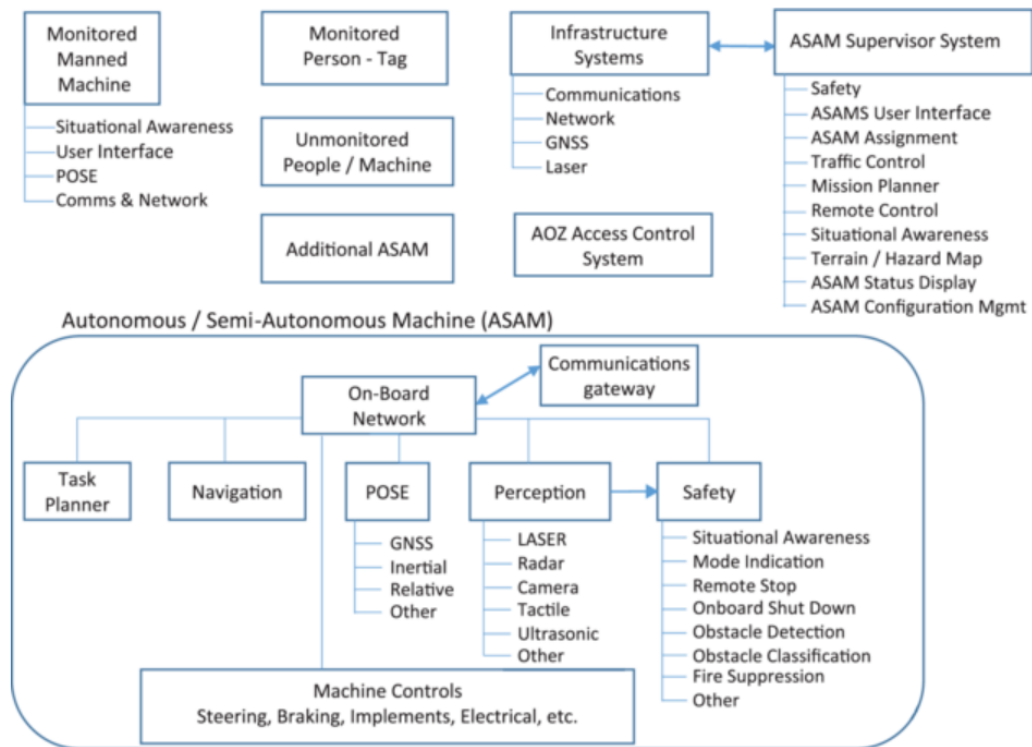 Monitored
Manned
Machine
Situational Awareness
User Interface
POSE
Comms & Network
Monitored
Person - Tag
Unmonitored
People / Machine
Additional ASAM
Infrastructure
Systems
Communications
Network
GNSS
Laser
AOZ Access Control
System
ASAM Supervisor System
Safety
ASAMS User Interface
ASAM Assignment
Traffic Control
Mission Planner
Remote Control
Situational Awareness
Terrain / Hazard Map
ASAM Status Display
ASAM Configuration Mgmt
Autonomous / Semi-Autonomous Machine (ASAM)
On-Board
Network
Communications
gateway
Task
Planner
Navigation
POSE
GNSS
Inertial
Relative
Other
Perception
LASER
Radar
Camera
Tactile
Ultrasonic
Other
Safety
Situational Awareness
Mode Indication
Remote Stop
Onboard Shut Down
Obstacle Detection
Obstacle Classification
Fire Suppression
Other
Machine Controls
Steering, Braking, Implements, Electrical, etc.